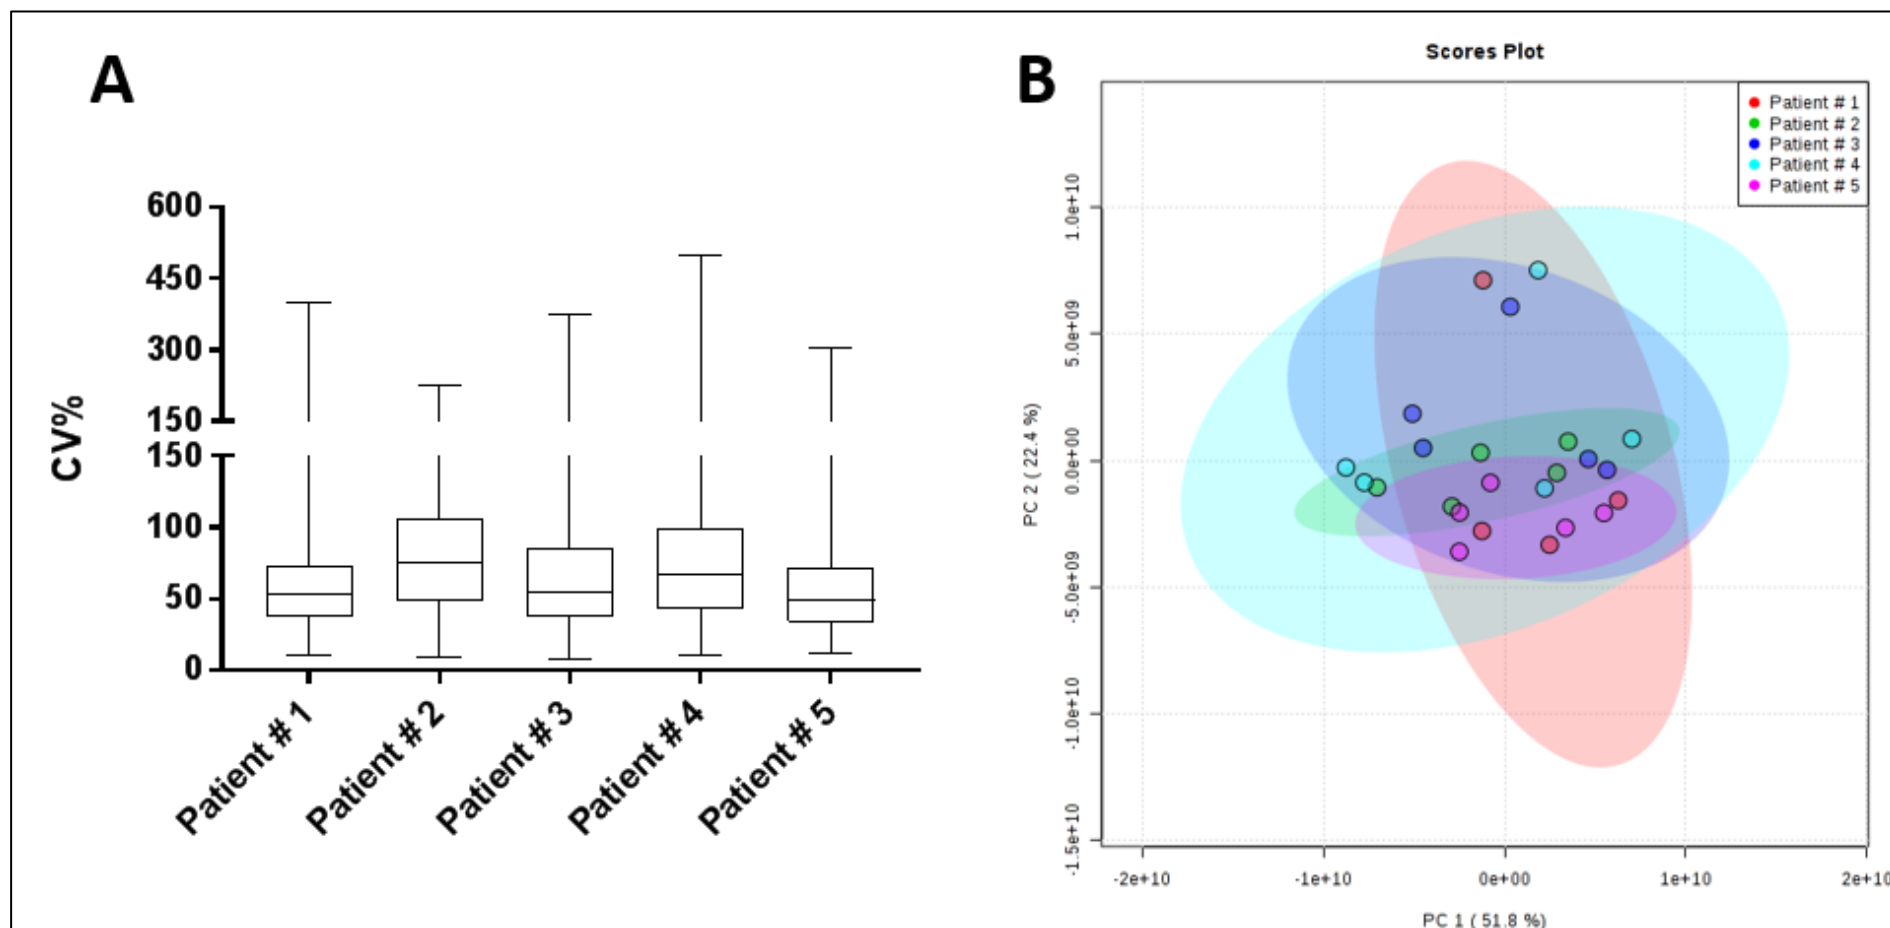 A
CV%
600
450
300
150
150
100
50
0
Patient # 1
Patient # 2
Patient # 3
Patient # 4
Patient # 5
B
Scores Plot
Patient # 1
Patient # 2
Patient # 3
Patient # 4
Patient # 5
PC 2 ( 22.4 %)
1.0e+10
5.0e+09
0.0e+00
-5.0e+09
-1.0e+10
-1.5e+10
-2e+10
-1e+10
0e+00
1e+10
2e+10
PC 1 ( 51.8 %)